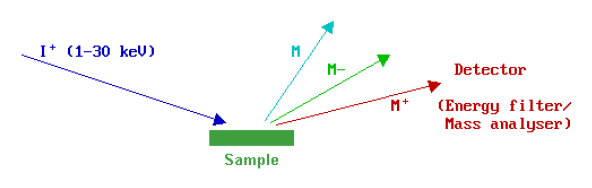 I⁺ (1-30 keV)
M
M-
M⁺
Detector
(Energy filter/
Mass analyser)
Sample